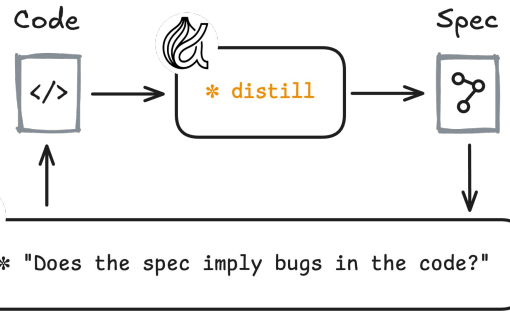 Code
Spec
</>
* distill
* "Does the spec imply bugs in the code?"